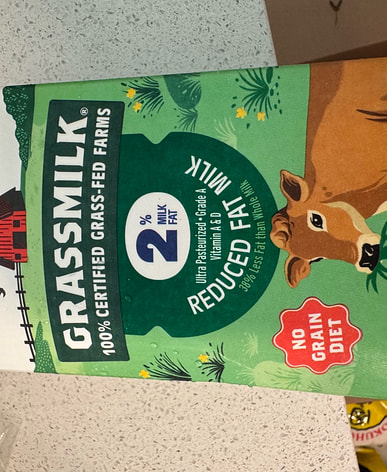 GRASSMILK®
100% CERTIFIED GRASS-FED FARMS
2%
MILK
FAT
Ultra Pasteurized • Grade A
Vitamin A & D
REDUCED FAT MILK
38% Less Fat than Whole Milk
NO
GRAIN
DIET